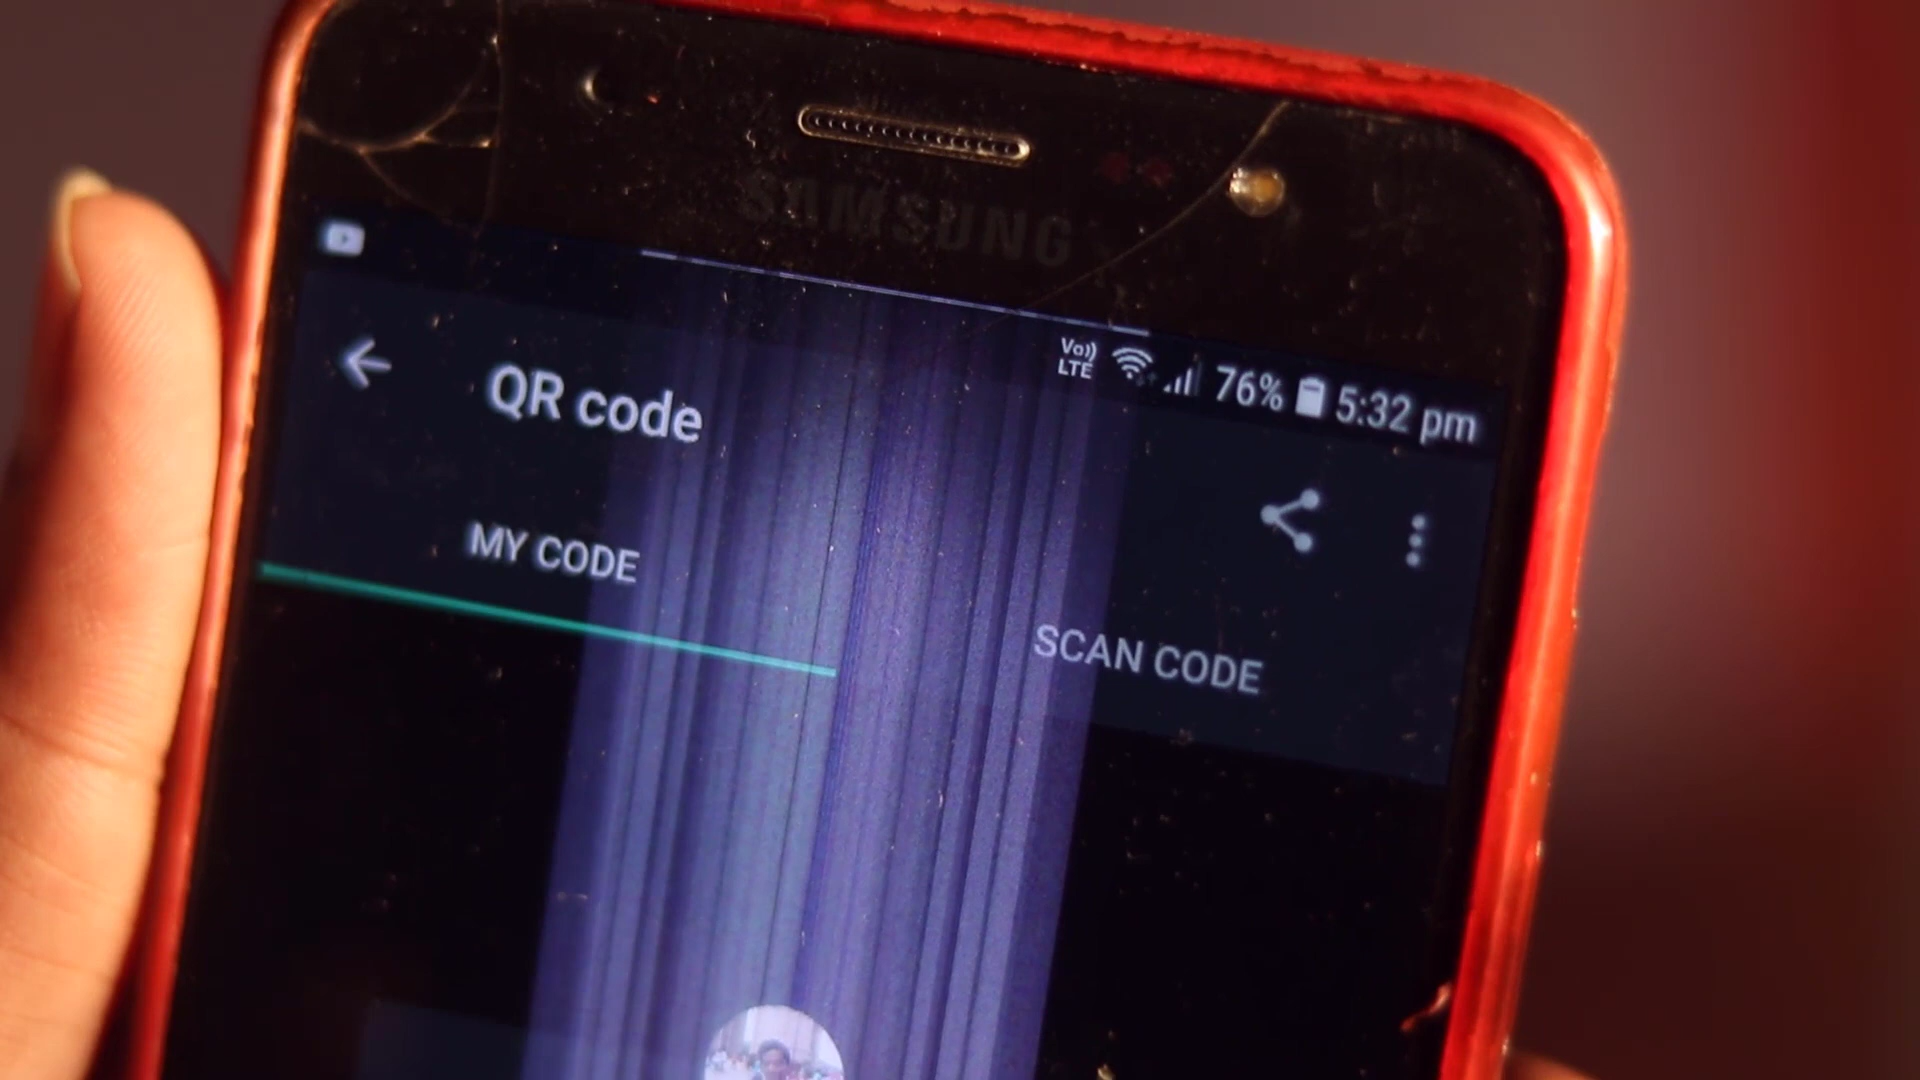 SAMSUNG
Vo)) LTE 76% 5:32 pm
QR code
MY CODE
SCAN CODE